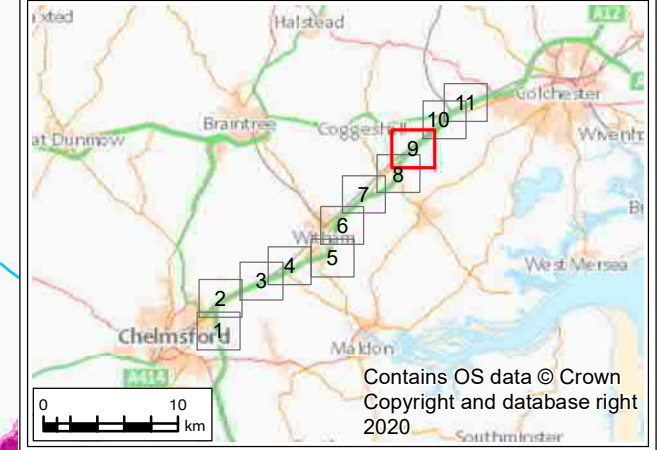 Halstead
A12
Colchester
11
10
Braintree
Coggeshall
at Dunmow
9
8
7
6
Witham
5
4
3
2
West Mersea
Chelmsford
1
Maldon
A414
Contains OS data © Crown
Copyright and database right
2020
0 10
km
Southminster